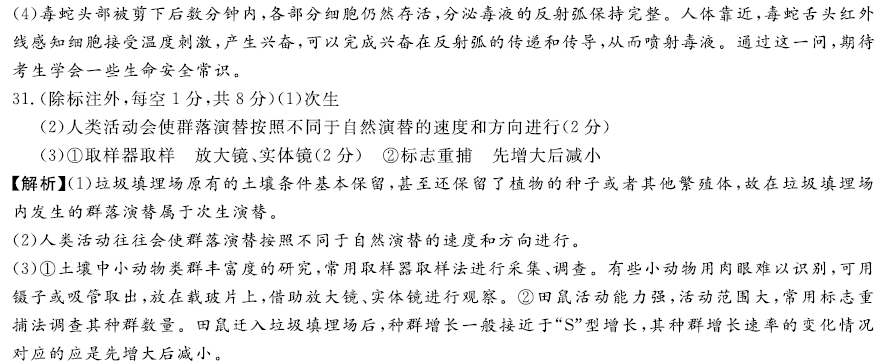 (4)毒蛇头部被剪下后数分钟内,各部分细胞仍然存活,分泌毒液的反射弧保持完整。人体靠近,毒蛇舌头红外
线感知细胞接受温度刺激,产生兴奋,可以完成兴奋在反射弧的传递和传导,从而喷射毒液。通过这一问,期待
考生学会一些生命安全常识。
31.(除标注外,每空1分,共8分)(1)次生
(2)人类活动会使群落演替按照不同于自然演替的速度和方向进行(2分)
(3)①取样器取样 放大镜、实体镜(2分) ②标志重捕 先增大后减小
【解析】(1)垃圾填埋场原有的土壤条件基本保留,甚至还保留了植物的种子或者其他繁殖体,故在垃圾填埋场
内发生的群落演替属于次生演替。
(2)人类活动往往会使群落演替按照不同于自然演替的速度和方向进行。
(3)①土壤中小动物类群丰富度的研究,常用取样器取样法进行采集、调查。有些小动物用肉眼难以识别,可用
镊子或吸管取出,放在载玻片上,借助放大镜、实体镜进行观察。②田鼠活动能力强,活动范围大,常用标志重
捕法调查其种群数量。田鼠迁入垃圾填埋场后,种群增长一般接近于“S”型增长,其种群增长速率的变化情况
对应的应是先增大后减小。